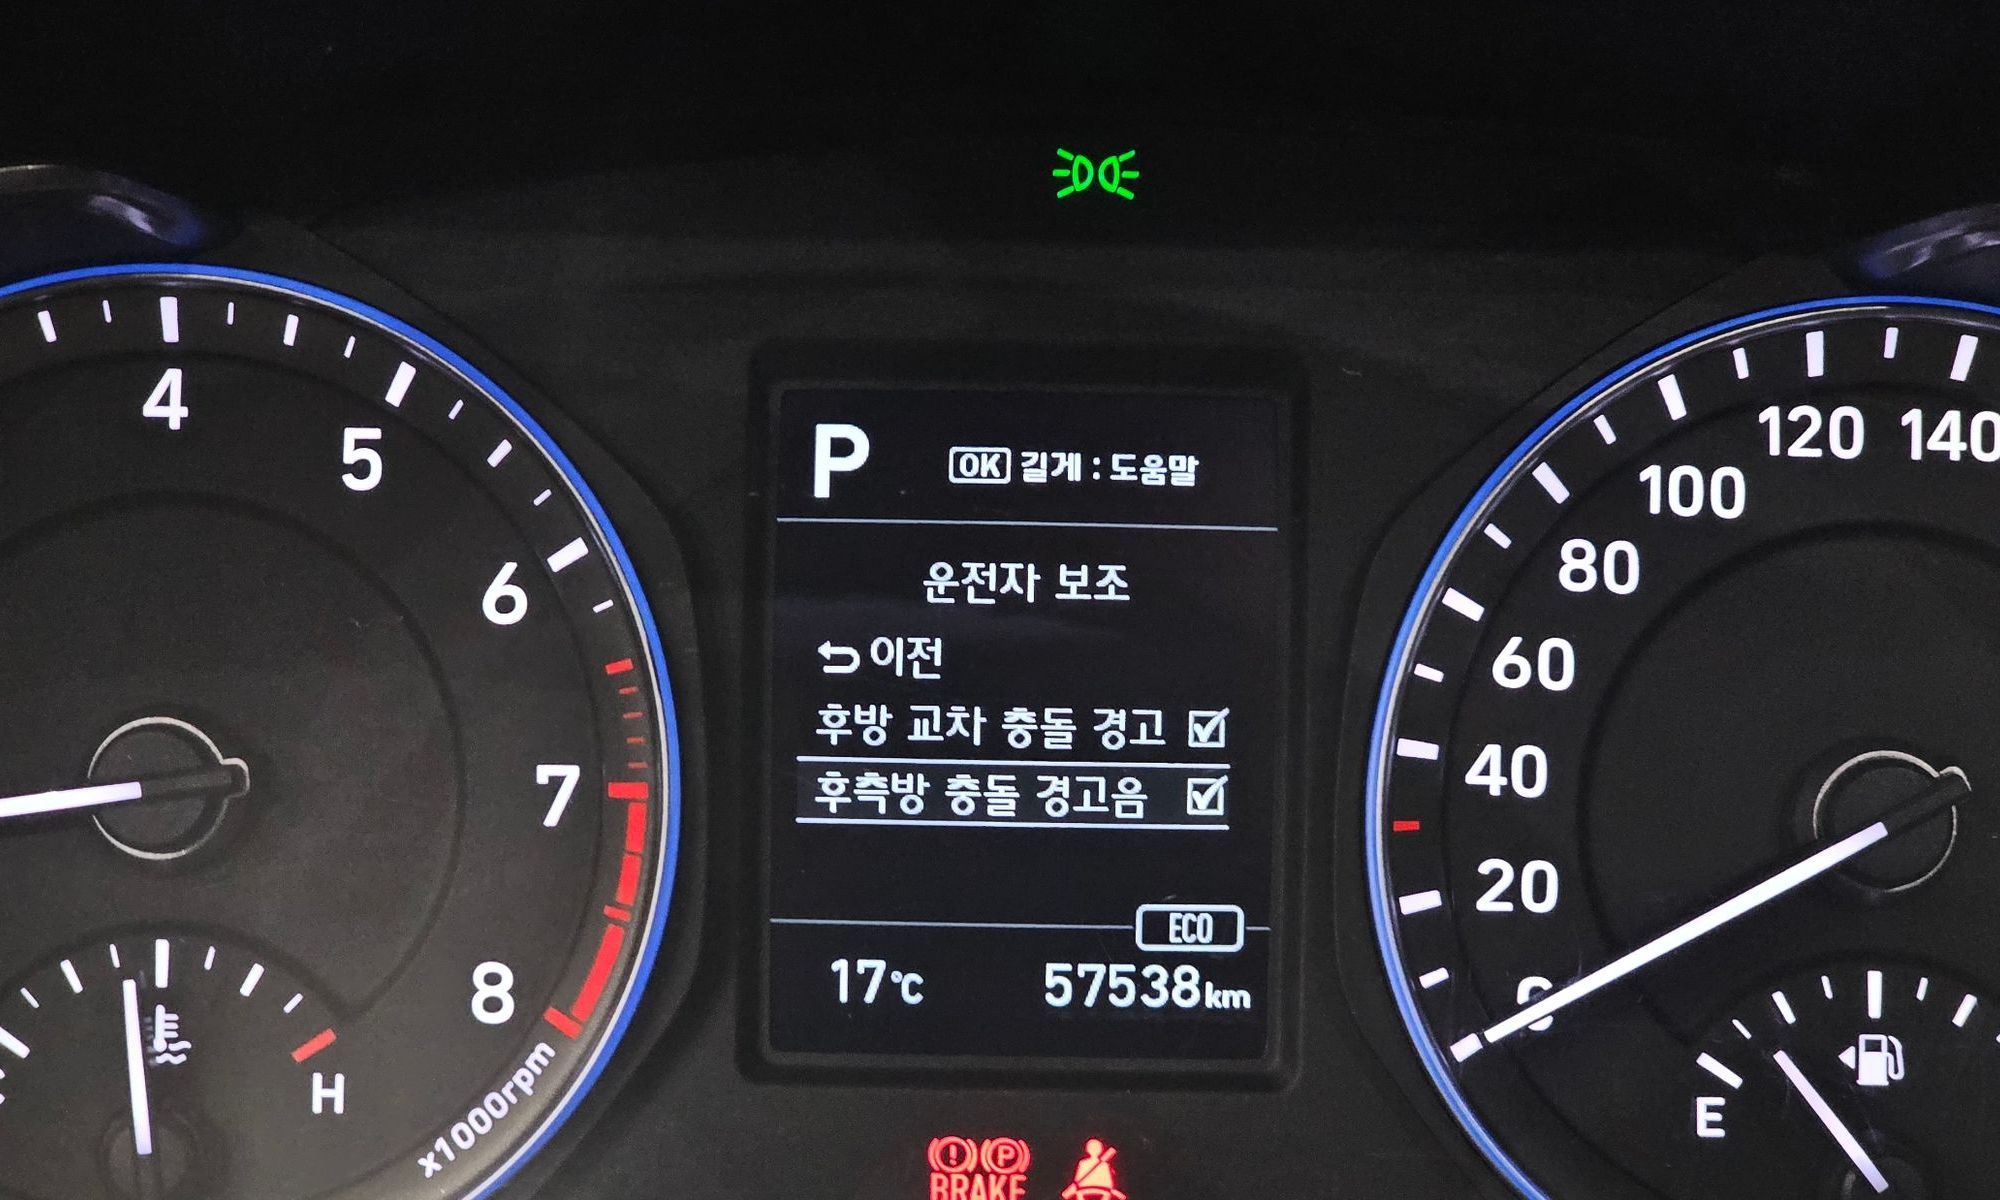 4
5
6
7
8
x1000rpm
H
P
OK 길게 : 도움말
운전자 보조
이전
후방 교차 충돌 경고
후측방 충돌 경고음
ECO
17℃ 57538km
BRAKE
P
140
120
100
80
60
40
20
0
E